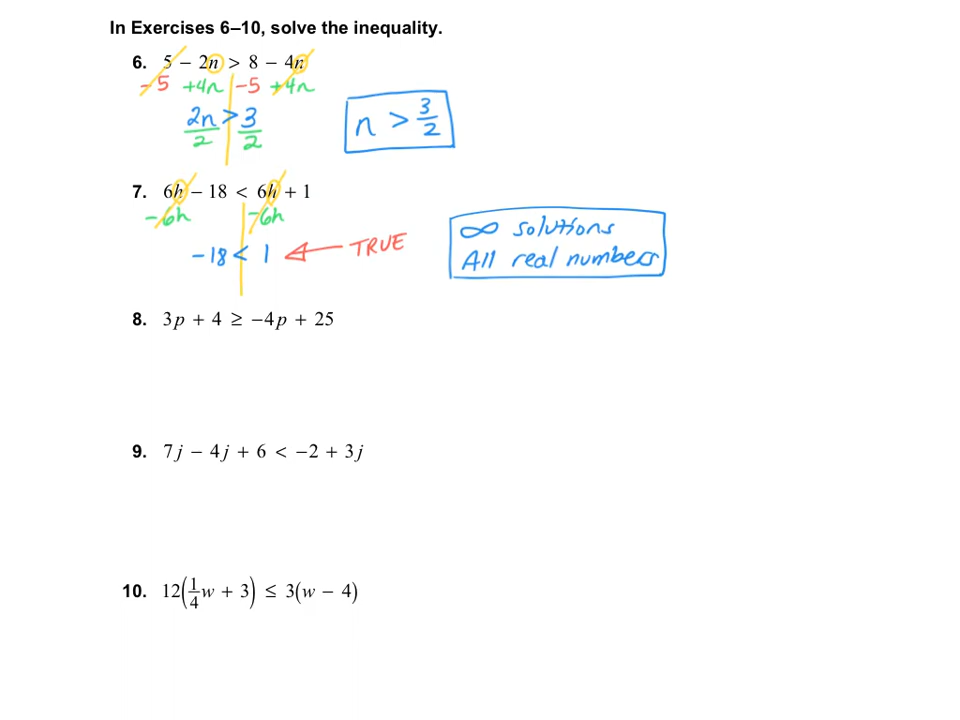 In Exercises 6–10, solve the inequality.
6. 5 − 2n > 8 − 4n
−5 +4n −5 +4n
2n > 3
2 2
n > 3/2
7. 6h − 18 < 6h + 1
−6h −6h
−18 < 1 ← TRUE
∞ solutions
All real numbers
8. 3p + 4 ≥ −4p + 25
9. 7j − 4j + 6 < −2 + 3j
10. 12(1/4 w + 3) ≤ 3(w − 4)